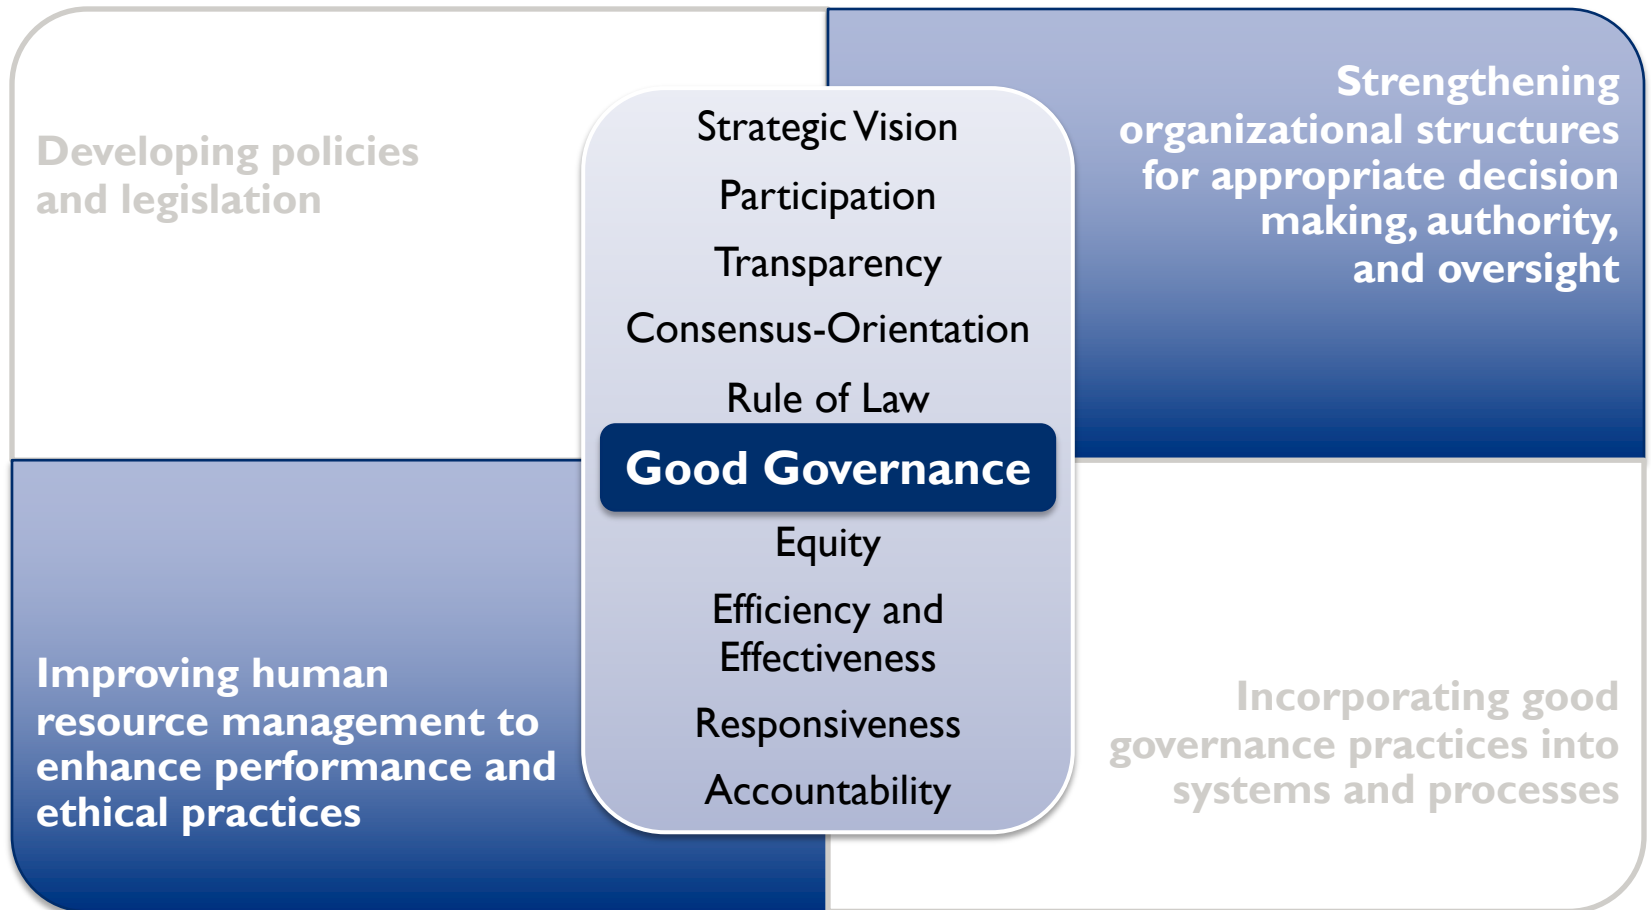 Developing policies
and legislation
Strategic Vision
Participation
Transparency
Consensus-Orientation
Rule of Law
Good Governance
Equity
Efficiency and
Effectiveness
Responsiveness
Accountability
Strengthening
organizational structures
for appropriate decision
making, authority,
and oversight
Improving human
resource management to
enhance performance and
ethical practices
Incorporating good
governance practices into
systems and processes